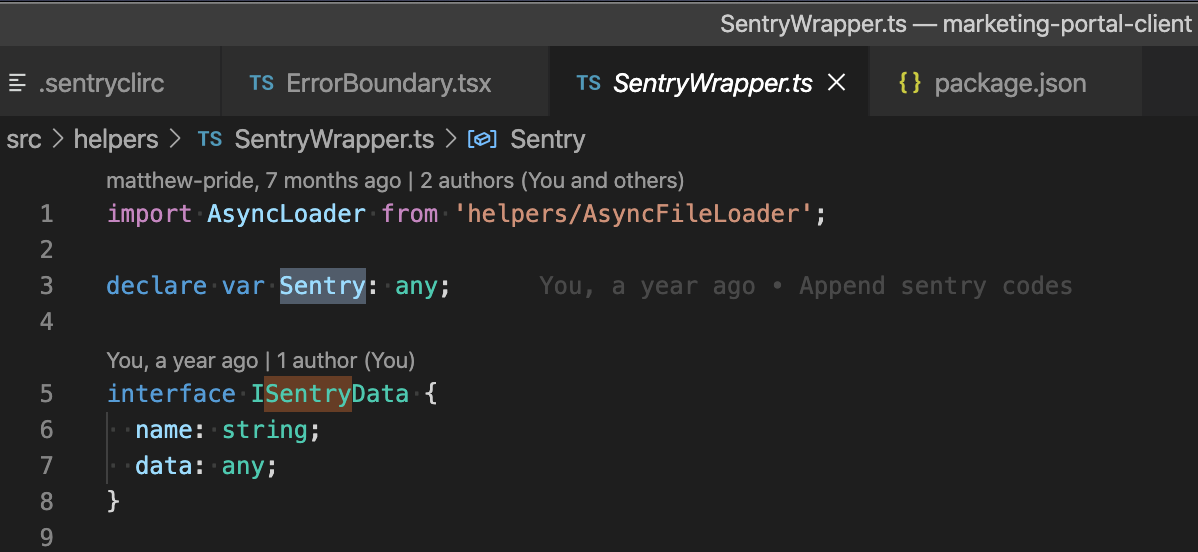 SentryWrapper.ts — marketing-portal-client
.sentryclirc
TS ErrorBoundary.tsx
TS SentryWrapper.ts
{} package.json
src > helpers > TS SentryWrapper.ts > Sentry
matthew-pride, 7 months ago | 2 authors (You and others)
1 import AsyncLoader from 'helpers/AsyncFileLoader';
2
3 declare var Sentry: any; You, a year ago • Append sentry codes
4
You, a year ago | 1 author (You)
5 interface ISentryData {
6 name: string;
7 data: any;
8 }
9